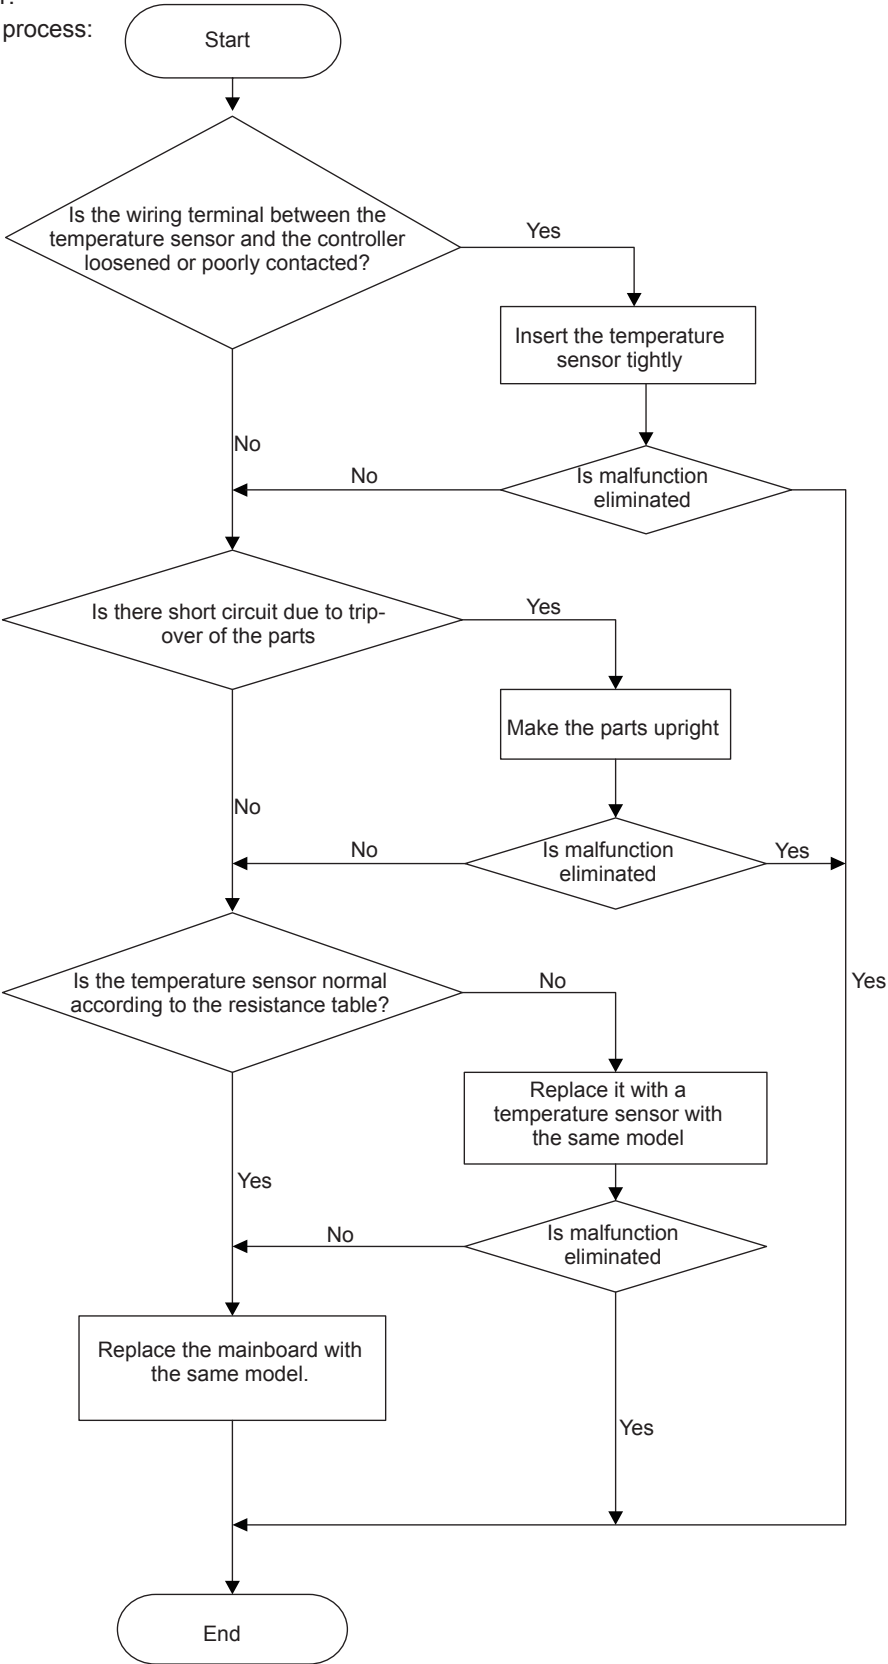 process:
Start
Is the wiring terminal between the
temperature sensor and the controller
loosened or poorly contacted?
Yes
Insert the temperature
sensor tightly
No
No
Is malfunction
eliminated
Is there short circuit due to trip-
over of the parts
Yes
Make the parts upright
No
No
Is malfunction
eliminated
Yes
Is the temperature sensor normal
according to the resistance table?
No
Yes
Replace it with a
temperature sensor with
the same model
Yes
No
Is malfunction
eliminated
Replace the mainboard with
the same model.
Yes
End